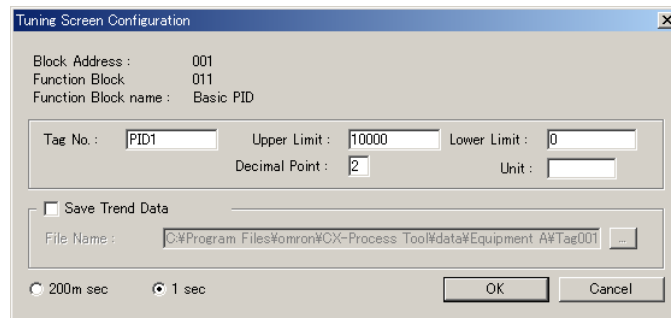 Tuning Screen Configuration
Block Address : 001
Function Block 011
Function Block name : Basic PID
Tag No. : PID1 Upper Limit : 10000 Lower Limit : 0
Decimal Point : 2 Unit :
Save Trend Data
File Name : C:¥Program Files¥omron¥CX-Process Tool¥data¥Equipment A¥Tag001 ...
200m sec 1 sec OK Cancel